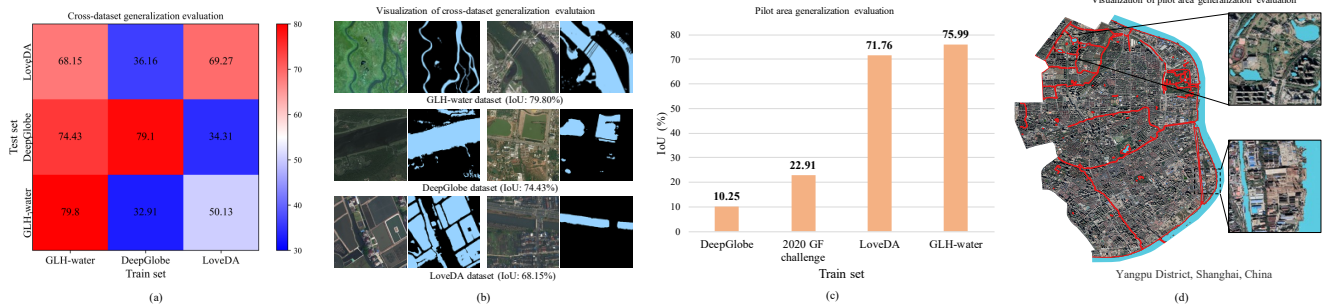 Cross-dataset generalization evaluation
80
70
60
50
40
30
Test set
LoveDA
DeepGlobe
GLH-water
68.15 36.16 69.27
74.43 79.1 34.31
79.8 32.91 50.13
GLH-water DeepGlobe LoveDA
Train set
(a)
Visualization of cross-dataset generalization evalutaion
GLH-water dataset (IoU: 79.80%)
DeepGlobe dataset (IoU: 74.43%)
LoveDA dataset (IoU: 68.15%)
(b)
Pilot area generalization evaluation
IoU (%)
80
70
60
50
40
30
20
10
0
10.25
22.91
71.76
75.99
DeepGlobe 2020 GF challenge LoveDA GLH-water
Train set
(c)
Visualization of pilot area generalization evaluation
Yangpu District, Shanghai, China
(d)